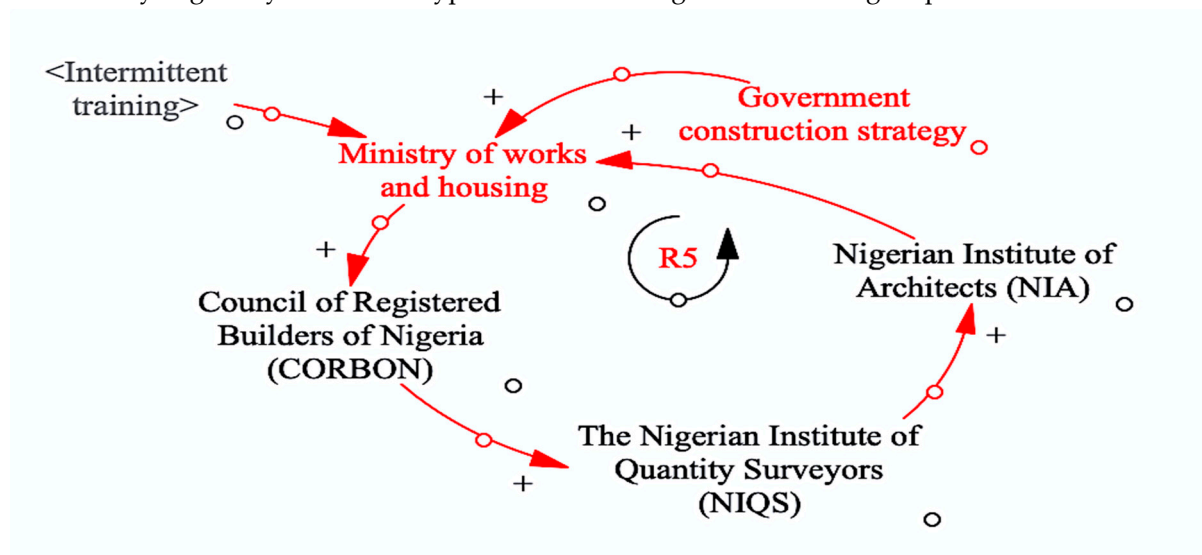 <Intermittent
training>
+
Government
construction strategy
+
Ministry of works
and housing
R5
Nigerian Institute of
Architects (NIA)
+
Council of Registered
Builders of Nigeria
(CORBON)
+
The Nigerian Institute of
Quantity Surveyors
(NIQS)
+